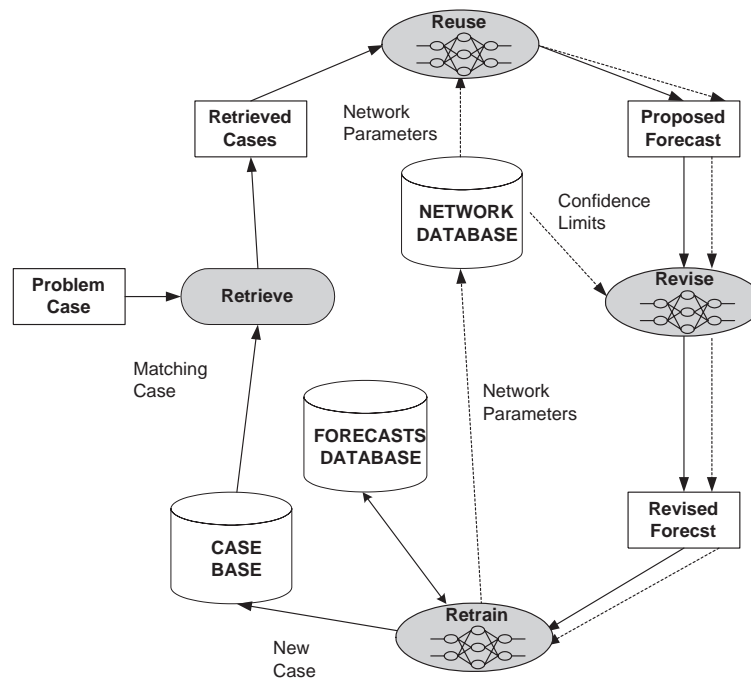 Reuse
Network
Parameters
Retrieved
Cases
Proposed
Forecast
NETWORK
DATABASE
Confidence
Limits
Problem
Case
Retrieve
Revise
Matching
Case
Network
Parameters
FORECASTS
DATABASE
Revised
Forecst
CASE
BASE
Retrain
New
Case